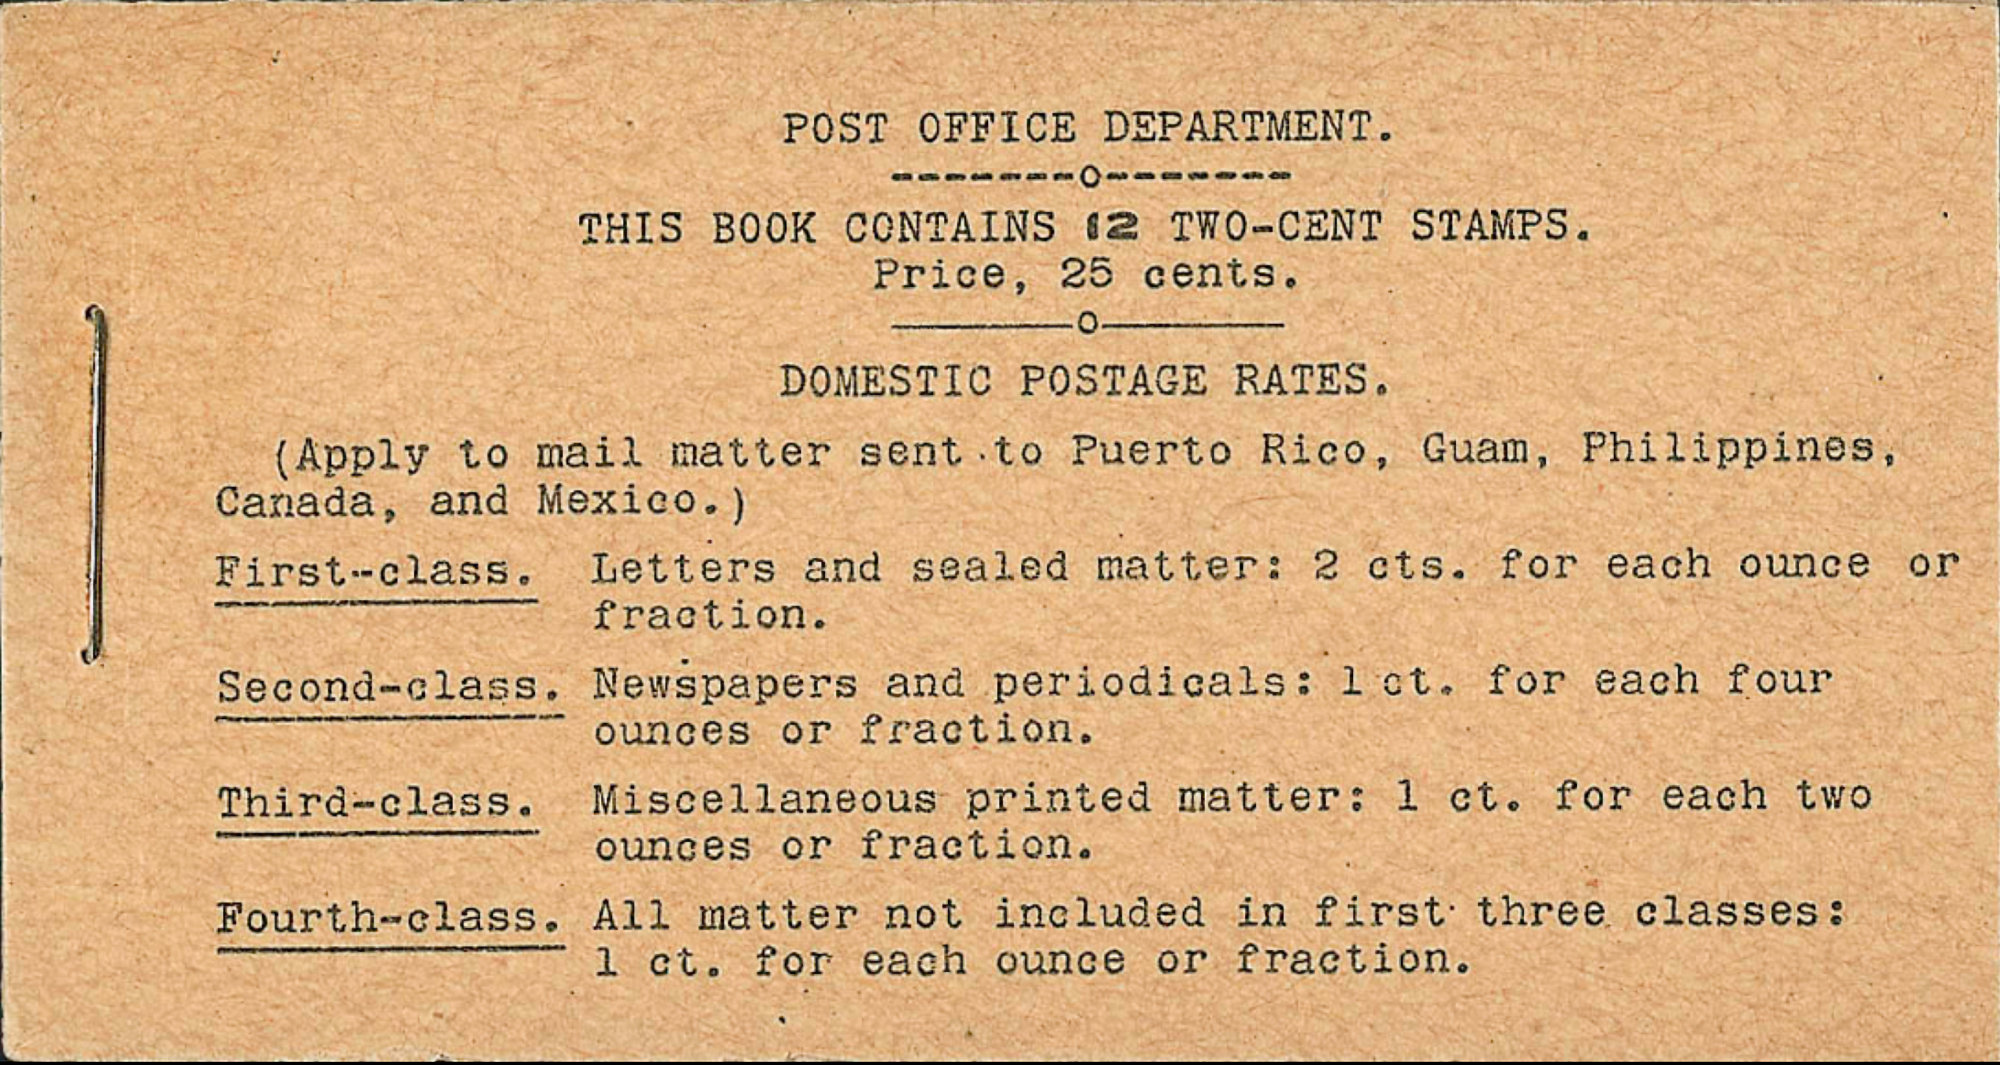 POST OFFICE DEPARTMENT.
--------o--------
THIS BOOK CONTAINS 12 TWO-CENT STAMPS.
Price, 25 cents.
————o————
DOMESTIC POSTAGE RATES.
(Apply to mail matter sent to Puerto Rico, Guam, Philippines,
Canada, and Mexico.)
First-class. Letters and sealed matter: 2 cts. for each ounce or
fraction.
Second-class. Newspapers and periodicals: 1 ct. for each four
ounces or fraction.
Third-class. Miscellaneous printed matter: 1 ct. for each two
ounces or fraction.
Fourth-class. All matter not included in first three classes:
1 ct. for each ounce or fraction.